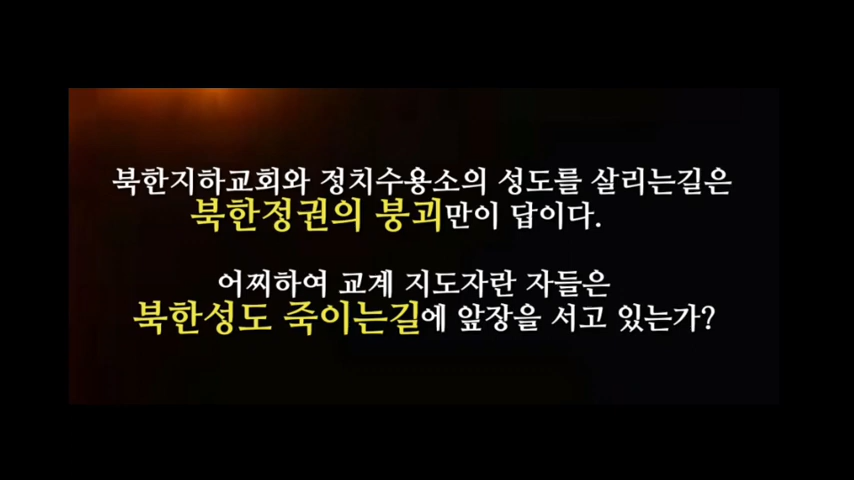 북한지하교회와 정치수용소의 성도를 살리는길은
북한정권의 붕괴만이 답이다.
어찌하여 교계 지도자란 자들은
북한성도 죽이는길에 앞장을 서고 있는가?